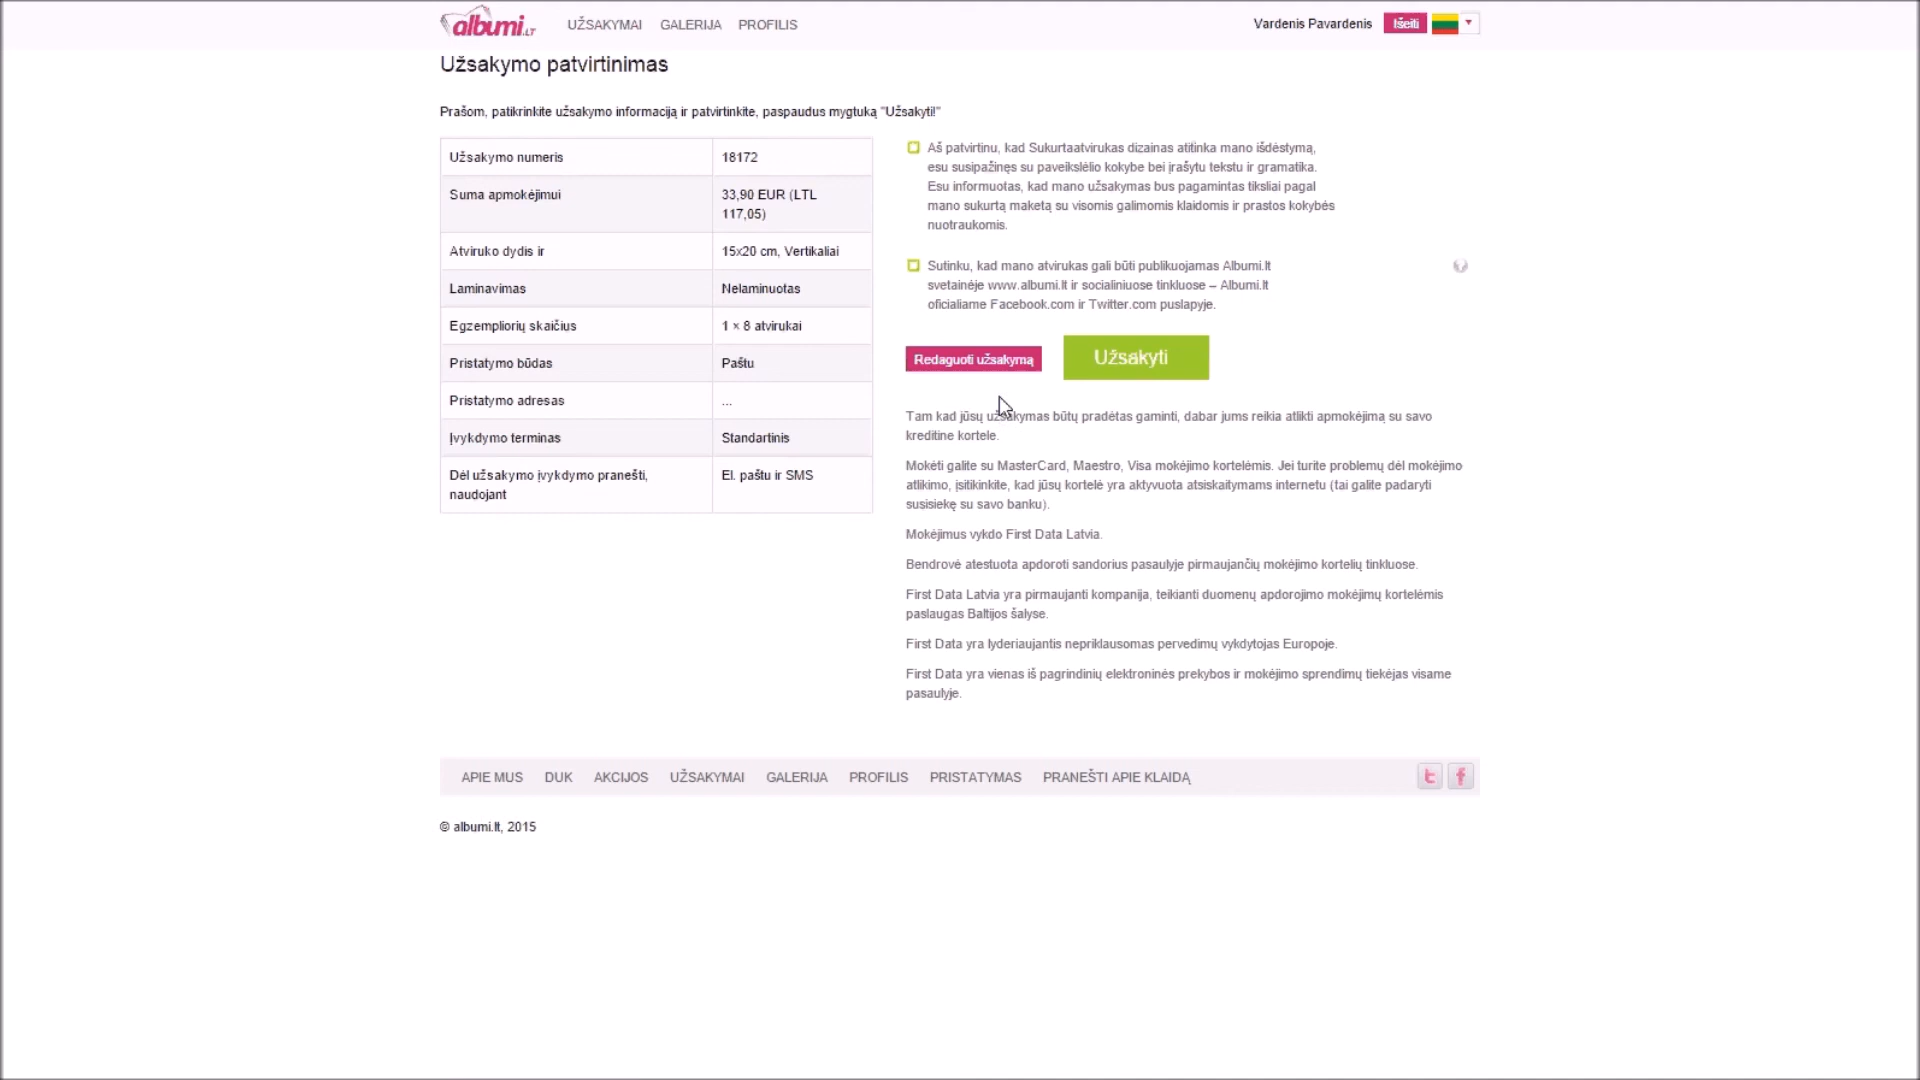 albumi.LT UŽSAKYMAI GALERIJA PROFILIS Vardenis Pavardenis Išeiti
Užsakymo patvirtinimas
Prašom, patikrinkite užsakymo informaciją ir patvirtinkite, paspaudus mygtuką "Užsakyti!"
Užsakymo numeris 18172
Suma apmokėjimui 33,90 EUR (LTL
117,05)
Atviruko dydis ir 15x20 cm, Vertikaliai
Laminavimas Nelaminuotas
Egzempliorių skaičius 1 × 8 atvirukai
Pristatymo būdas Paštu
Pristatymo adresas ...
Įvykdymo terminas Standartinis
Dėl užsakymo įvykdymo pranešti, El. paštu ir SMS
naudojant
Aš patvirtinu, kad Sukurtaatvirukas dizainas atitinka mano išdėstymą,
esu susipažinęs su paveikslėlio kokybe bei įrašytu tekstu ir gramatika.
Esu informuotas, kad mano užsakymas bus pagamintas tiksliai pagal
mano sukurtą maketą su visomis galimomis klaidomis ir prastos kokybės
nuotraukomis.
Sutinku, kad mano atvirukas gali būti publikuojamas Albumi.lt
svetainėje www.albumi.lt ir socialiniuose tinkluose – Albumi.lt
oficialiame Facebook.com ir Twitter.com puslapyje.
Redaguoti užsakymą Užsakyti
Tam kad jūsų užsakymas būtų pradėtas gaminti, dabar jums reikia atlikti apmokėjimą su savo
kreditine kortele.
Mokėti galite su MasterCard, Maestro, Visa mokėjimo kortelėmis. Jei turite problemų dėl mokėjimo
atlikimo, įsitikinkite, kad jūsų kortelė yra aktyvuota atsiskaitymams internetu (tai galite padaryti
susisiekę su savo banku).
Mokėjimus vykdo First Data Latvia.
Bendrovė atestuota apdoroti sandorius pasaulyje pirmaujančių mokėjimo kortelių tinkluose.
First Data Latvia yra pirmaujanti kompanija, teikianti duomenų apdorojimo mokėjimų kortelėmis
paslaugas Baltijos šalyse.
First Data yra lyderiaujantis nepriklausomas pervedimų vykdytojas Europoje.
First Data yra vienas iš pagrindinių elektroninės prekybos ir mokėjimo sprendimų tiekėjas visame
pasaulyje.
APIE MUS DUK AKCIJOS UŽSAKYMAI GALERIJA PROFILIS PRISTATYMAS PRANEŠTI APIE KLAIDĄ
© albumi.lt, 2015